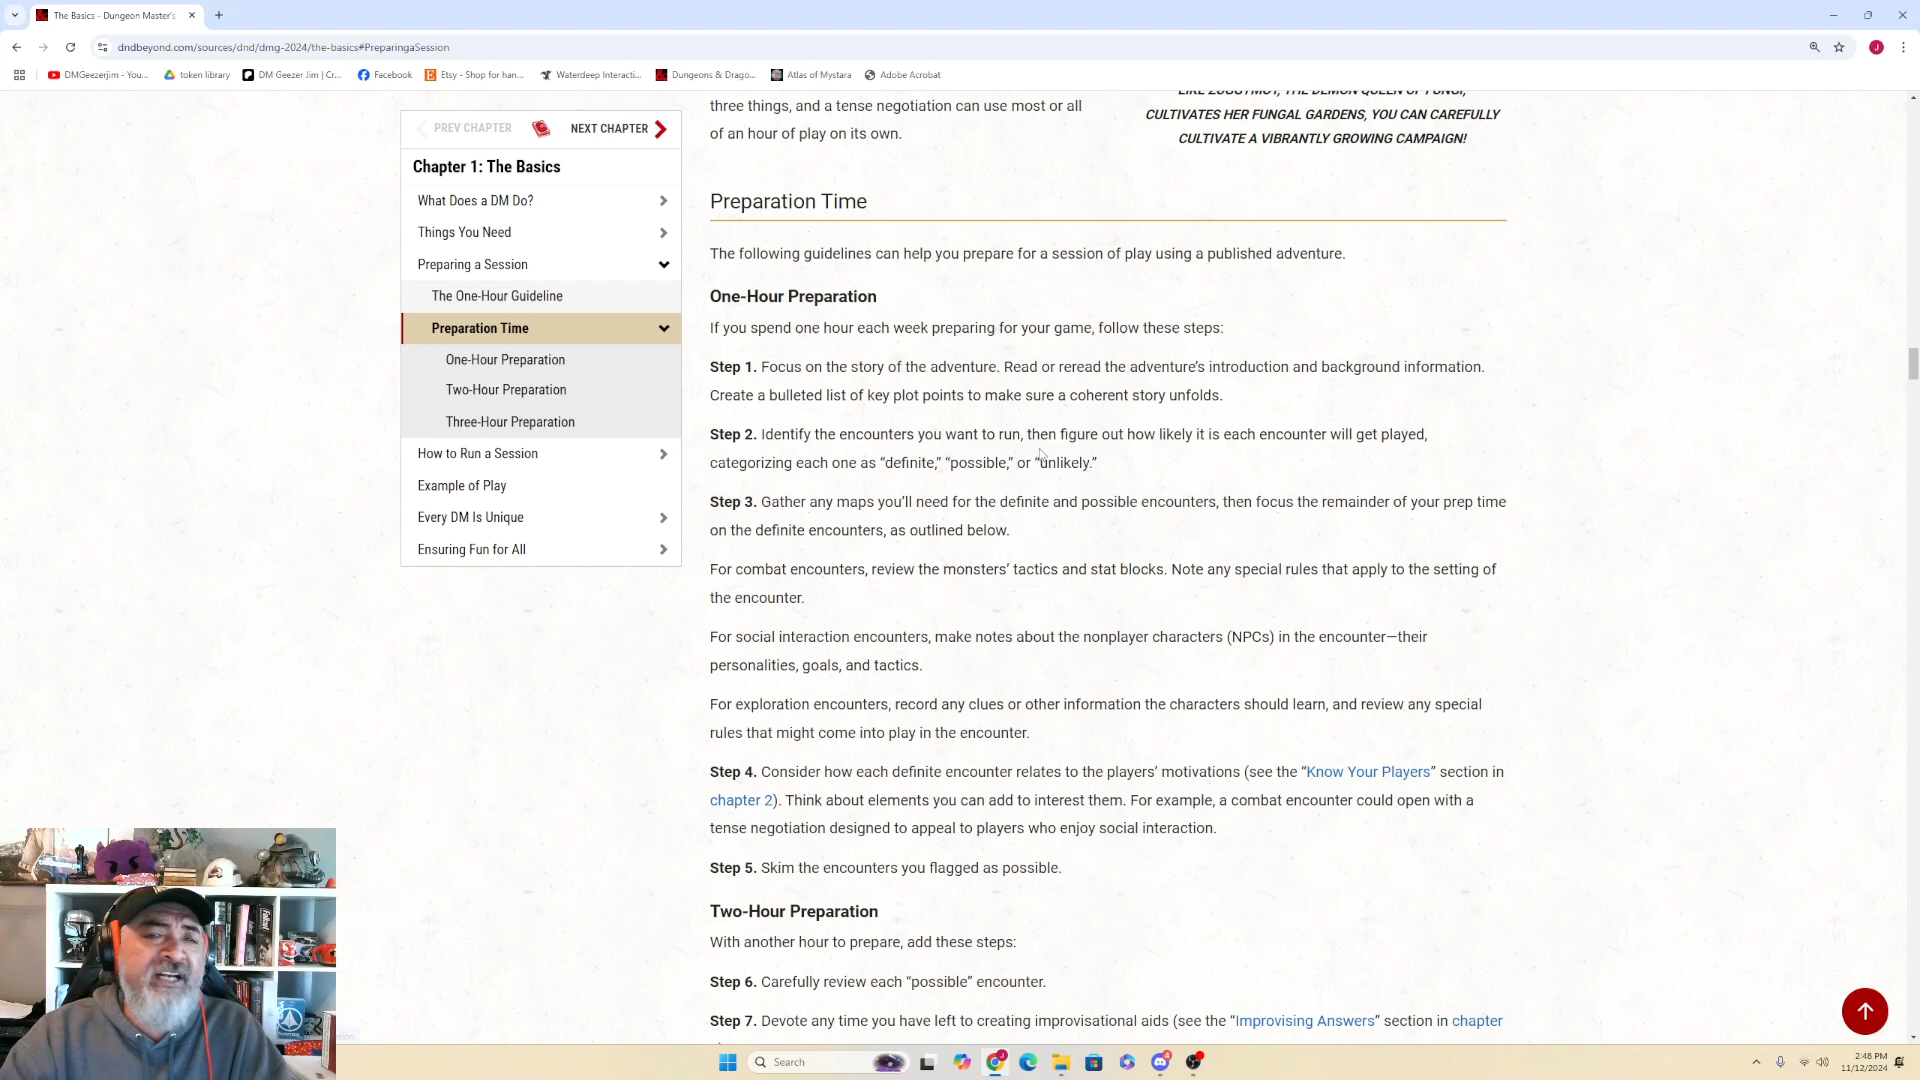 The Basics - Dungeon Master's
dndbeyond.com/sources/dnd/dmg-2024/the-basics#PreparingaSession
DMGeezerjim - You...
token library
DM Geezer Jim | Cr...
Facebook
Etsy - Shop for han...
Waterdeep Interacti...
Dungeons & Drago...
Atlas of Mystara
Adobe Acrobat
PREV CHAPTER
NEXT CHAPTER
Chapter 1: The Basics
What Does a DM Do?
Things You Need
Preparing a Session
The One-Hour Guideline
Preparation Time
One-Hour Preparation
Two-Hour Preparation
Three-Hour Preparation
How to Run a Session
Example of Play
Every DM Is Unique
Ensuring Fun for All
three things, and a tense negotiation can use most or all
of an hour of play on its own.
LIKE ZUGGTMOY, THE DEMON QUEEN OF FUNGI,
CULTIVATES HER FUNGAL GARDENS, YOU CAN CAREFULLY
CULTIVATE A VIBRANTLY GROWING CAMPAIGN!
Preparation Time
The following guidelines can help you prepare for a session of play using a published adventure.
One-Hour Preparation
If you spend one hour each week preparing for your game, follow these steps:
Step 1. Focus on the story of the adventure. Read or reread the adventure's introduction and background information.
Create a bulleted list of key plot points to make sure a coherent story unfolds.
Step 2. Identify the encounters you want to run, then figure out how likely it is each encounter will get played,
categorizing each one as “definite,” “possible,” or “unlikely.”
Step 3. Gather any maps you'll need for the definite and possible encounters, then focus the remainder of your prep time
on the definite encounters, as outlined below.
For combat encounters, review the monsters' tactics and stat blocks. Note any special rules that apply to the setting of
the encounter.
For social interaction encounters, make notes about the nonplayer characters (NPCs) in the encounter—their
personalities, goals, and tactics.
For exploration encounters, record any clues or other information the characters should learn, and review any special
rules that might come into play in the encounter.
Step 4. Consider how each definite encounter relates to the players' motivations (see the “Know Your Players” section in
chapter 2). Think about elements you can add to interest them. For example, a combat encounter could open with a
tense negotiation designed to appeal to players who enjoy social interaction.
Step 5. Skim the encounters you flagged as possible.
Two-Hour Preparation
With another hour to prepare, add these steps:
Step 6. Carefully review each “possible” encounter.
Step 7. Devote any time you have left to creating improvisational aids (see the “Improvising Answers” section in chapter
Search
2:48 PM
11/12/2024